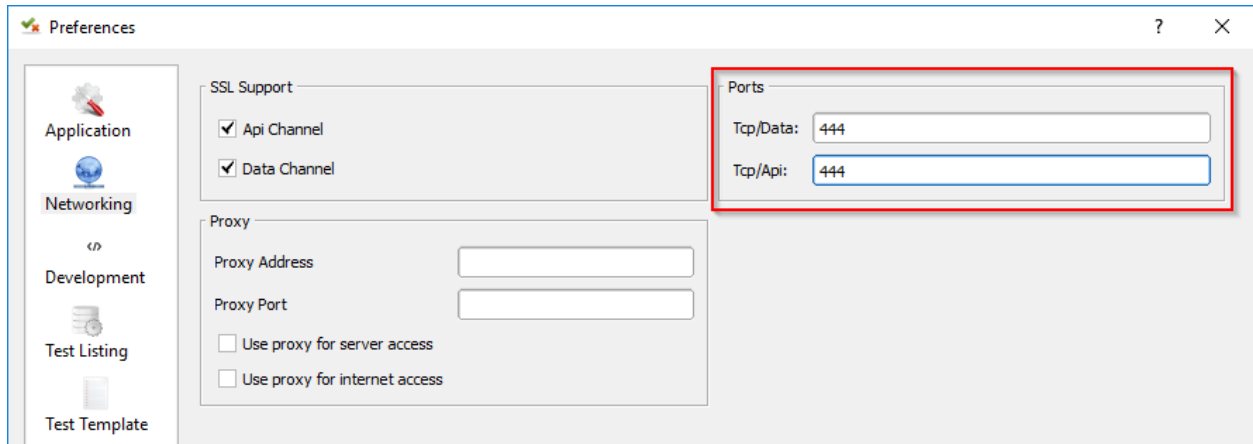 Preferences
?
Application
Networking
</>
Development
Test Listing
Test Template
SSL Support
Api Channel
Data Channel
Proxy
Proxy Address
Proxy Port
Use proxy for server access
Use proxy for internet access
Ports
Tcp/Data: 444
Tcp/Api: 444